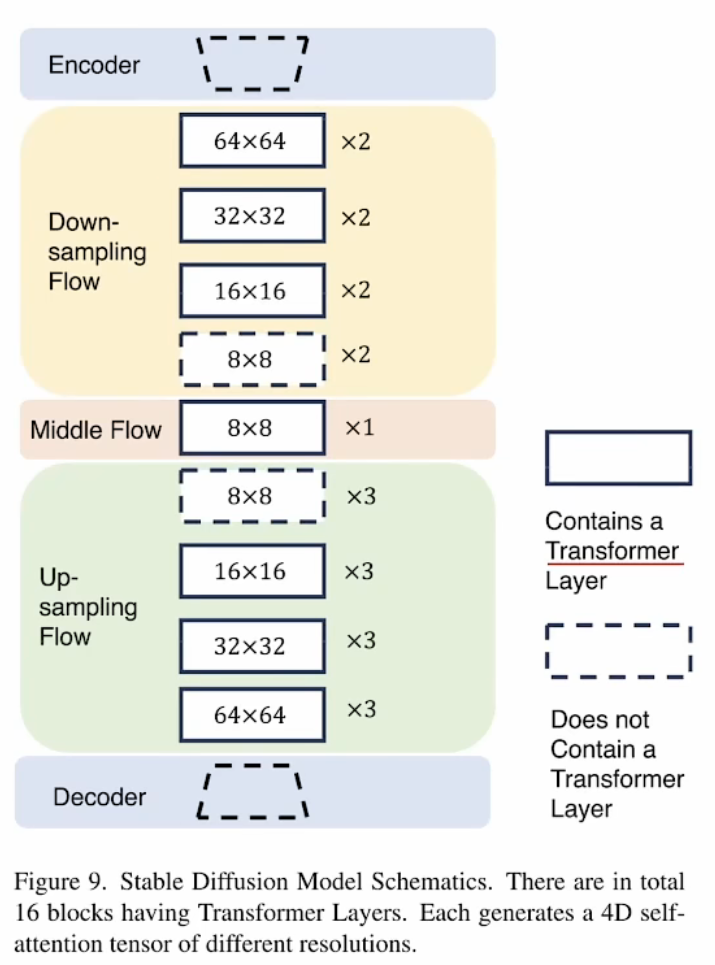 Encoder
64×64 ×2
Down-
sampling
Flow
32×32 ×2
16×16 ×2
8×8 ×2
Middle Flow 8×8 ×1
8×8 ×3
Up-
sampling
Flow
16×16 ×3
32×32 ×3
64×64 ×3
Decoder
Contains a
Transformer
Layer
Does not
Contain a
Transformer
Layer
Figure 9. Stable Diffusion Model Schematics. There are in total
16 blocks having Transformer Layers. Each generates a 4D self-
attention tensor of different resolutions.